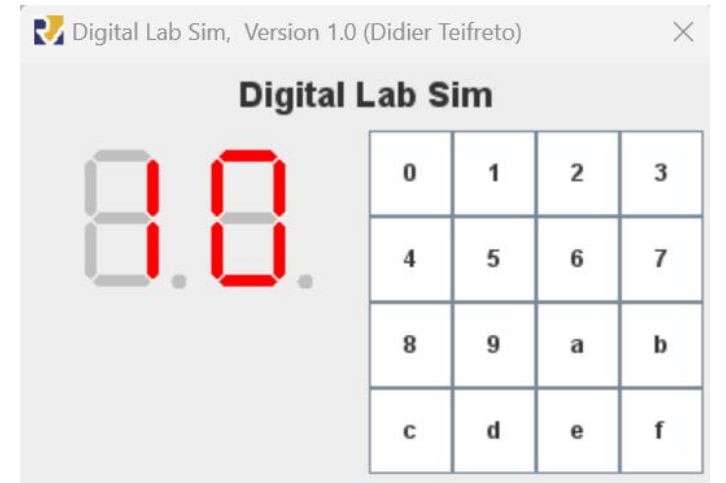 Digital Lab Sim, Version 1.0 (Didier Teifreto)
Digital Lab Sim
10
0 1 2 3
4 5 6 7
8 9 a b
c d e f